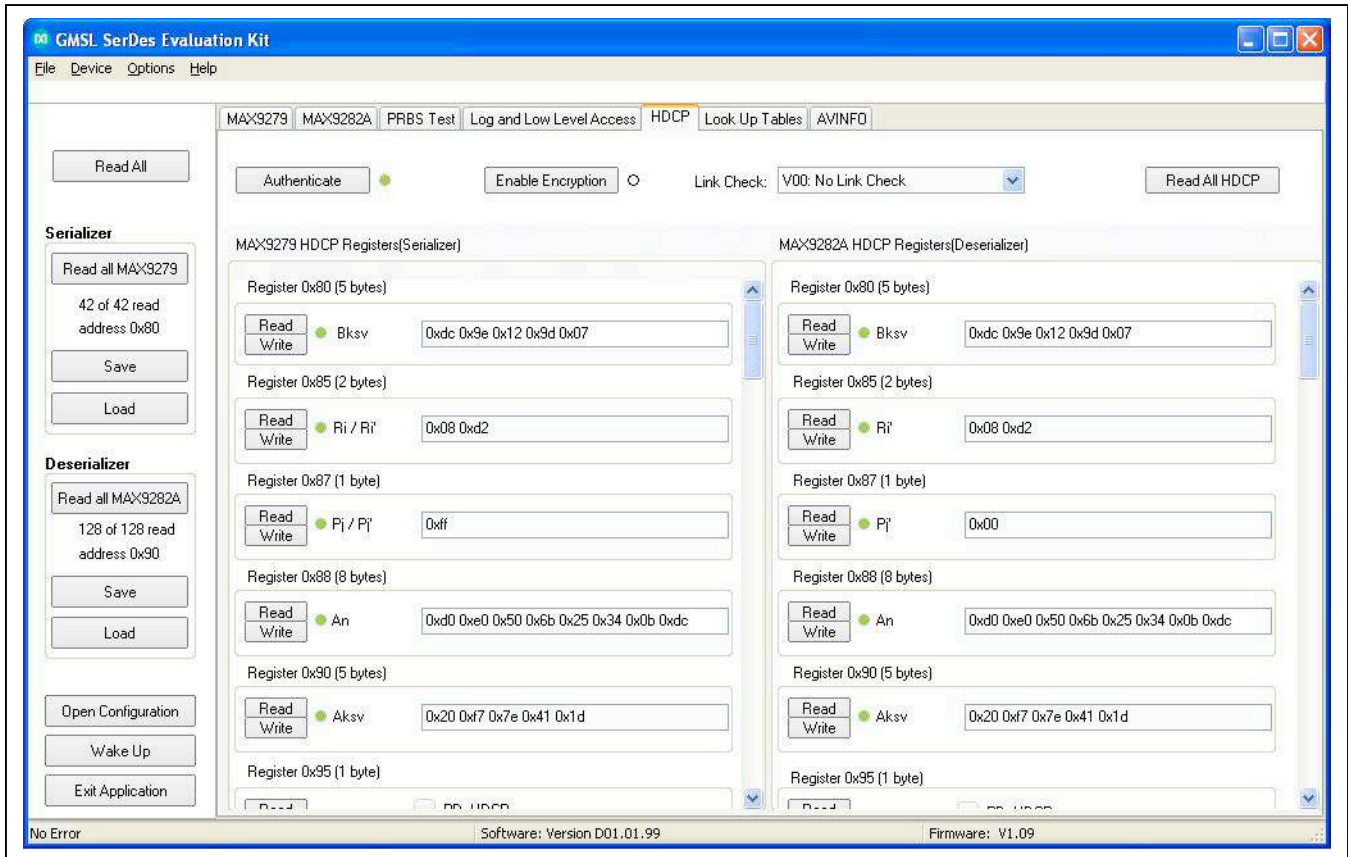 GMSL SerDes Evaluation Kit
File Device Options Help
MAX9279 MAX9282A PRBS Test Log and Low Level Access HDCP Look Up Tables AVINFO
Read All
Authenticate Enable Encryption Link Check: V00: No Link Check Read All HDCP
Serializer
Read all MAX9279
42 of 42 read
address 0x80
Save
Load
Deserializer
Read all MAX9282A
128 of 128 read
address 0x90
Save
Load
Open Configuration
Wake Up
Exit Application
MAX9279 HDCP Registers(Serializer)
Register 0x80 (5 bytes)
Read
Write
Bksv 0xdc 0x9e 0x12 0x9d 0x07
Register 0x85 (2 bytes)
Read
Write
Ri / Ri' 0x08 0xd2
Register 0x87 (1 byte)
Read
Write
Pj / Pj' 0xff
Register 0x88 (8 bytes)
Read
Write
An 0xd0 0xe0 0x50 0x6b 0x25 0x34 0x0b 0xdc
Register 0x90 (5 bytes)
Read
Write
Aksv 0x20 0xf7 0x7e 0x41 0x1d
Register 0x95 (1 byte)
Read PD_HDCP
MAX9282A HDCP Registers(Deserializer)
Register 0x80 (5 bytes)
Read
Write
Bksv 0xdc 0x9e 0x12 0x9d 0x07
Register 0x85 (2 bytes)
Read
Write
Ri' 0x08 0xd2
Register 0x87 (1 byte)
Read
Write
Pj' 0x00
Register 0x88 (8 bytes)
Read
Write
An 0xd0 0xe0 0x50 0x6b 0x25 0x34 0x0b 0xdc
Register 0x90 (5 bytes)
Read
Write
Aksv 0x20 0xf7 0x7e 0x41 0x1d
Register 0x95 (1 byte)
Read PD_HDCP
No Error Software: Version D01.01.99 Firmware: V1.09